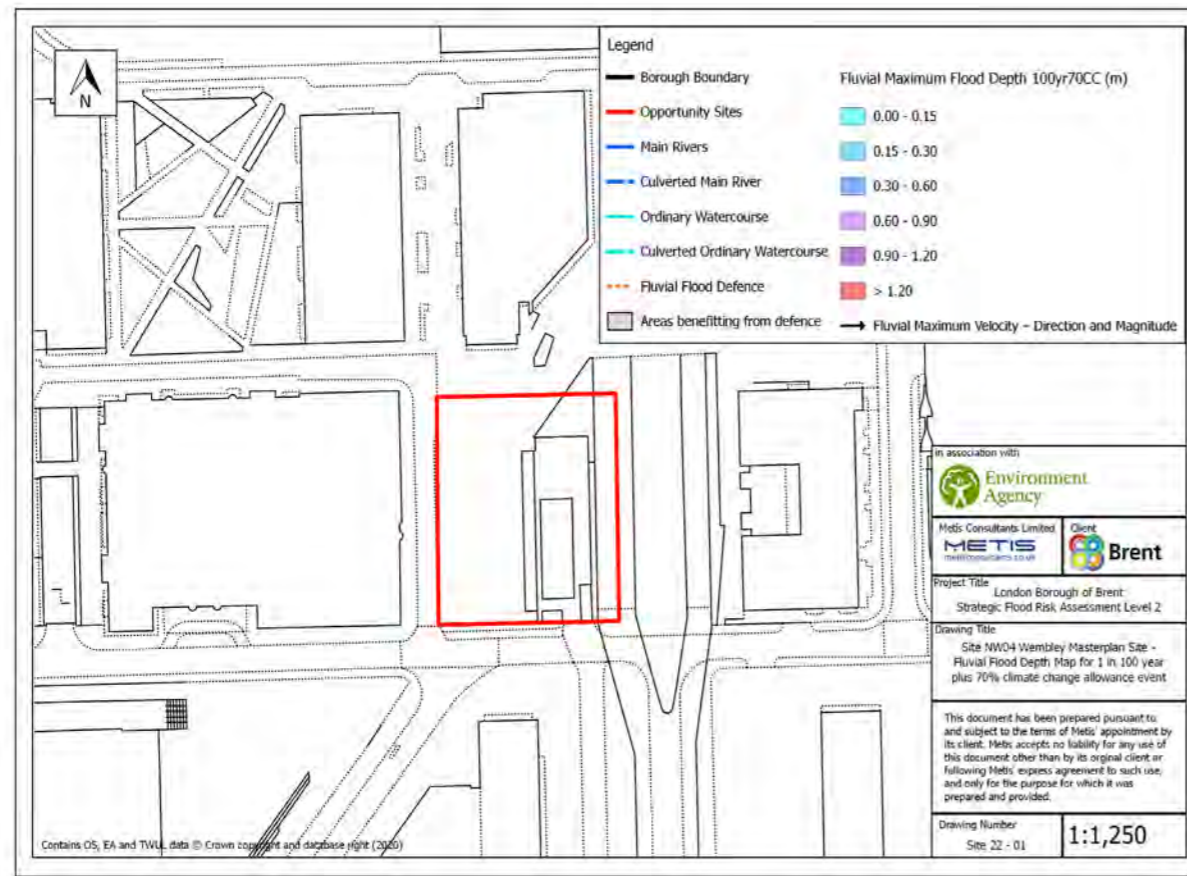 N
Legend
Borough Boundary
Opportunity Sites
Main Rivers
Culverted Main River
Ordinary Watercourse
Culverted Ordinary Watercourse
Fluvial Flood Defence
Areas benefitting from defence
Fluvial Maximum Flood Depth 100yr70CC (m)
0.00 - 0.15
0.15 - 0.30
0.30 - 0.60
0.60 - 0.90
0.90 - 1.20
> 1.20
Fluvial Maximum Velocity – Direction and Magnitude
in association with
Environment
Agency
Metis Consultants Limited
METIS
metisconsultants.co.uk
Client
Brent
Project Title
London Borough of Brent
Strategic Flood Risk Assessment Level 2
Drawing Title
Site NW04 Wembley Masterplan Site -
Fluvial Flood Depth Map for 1 in 100 year
plus 70% climate change allowance event
This document has been prepared pursuant to
and subject to the terms of Metis' appointment by
its client. Metis accepts no liability for any use of
this document other than by its orginal client or
following Metis' express agreement to such use,
and only for the purpose for which it was
prepared and provided.
Drawing Number
Site 22 - 01
1:1,250
Contains OS, EA and TWUL data © Crown copyright and database right (2020)